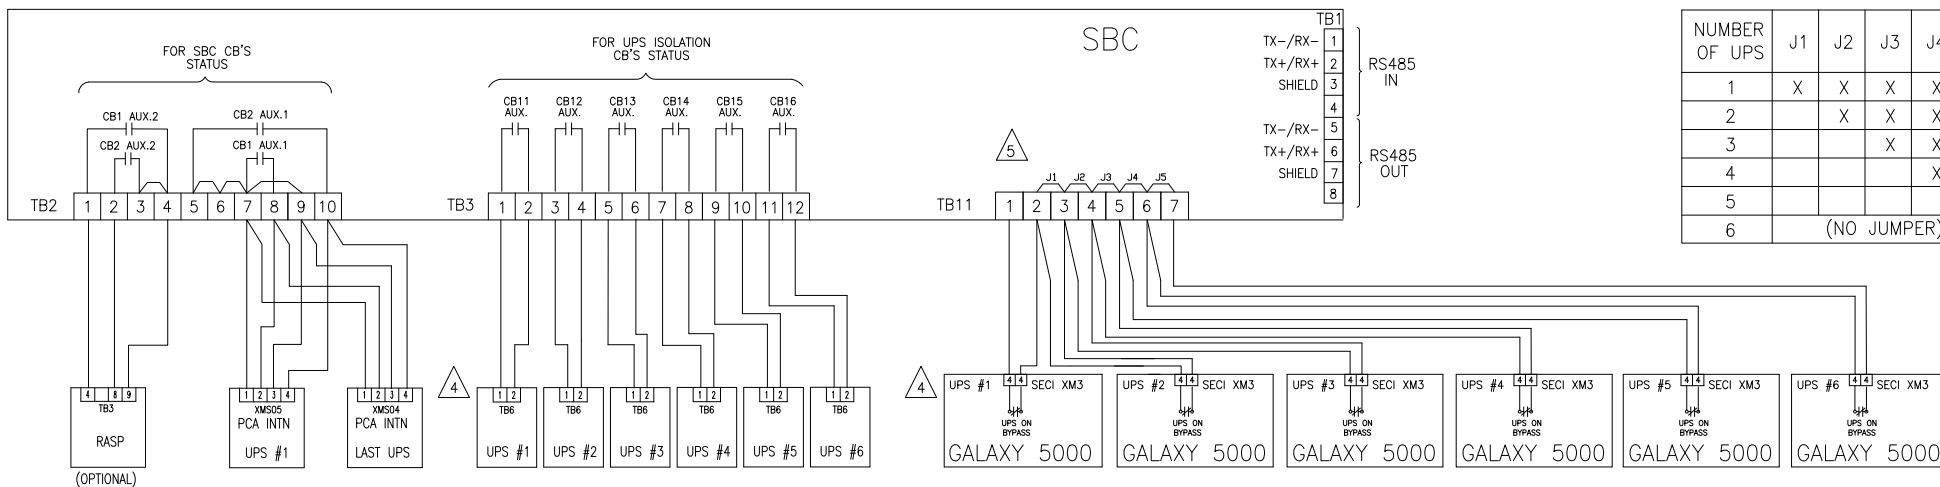 SBC
FOR SBC CB'S
STATUS
CB1 AUX.2
CB2 AUX.2
CB2 AUX.1
CB1 AUX.1
TB2 1 2 3 4 5 6 7 8 9 10
FOR UPS ISOLATION
CB'S STATUS
CB11 CB12 CB13 CB14 CB15 CB16
AUX. AUX. AUX. AUX. AUX. AUX.
TB3 1 2 3 4 5 6 7 8 9 10 11 12
5
J1 J2 J3 J4 J5
TB11 1 2 3 4 5 6 7
TB1
TX-/RX- 1
TX+/RX+ 2
SHIELD 3
4
RS485
IN
TX-/RX- 5
TX+/RX+ 6
SHIELD 7
8
RS485
OUT
NUMBER
OF UPS J1 J2 J3
1 X X X X
2 X X X
3 X X
4 X
5
6 (NO JUMPER)
4 8 9
TB3
RASP
(OPTIONAL)
1 2 3 4
XMS05
PCA INTN
UPS #1
1 2 3 4
XMS04
PCA INTN
LAST UPS
4
1 2
TB6
UPS #1
1 2
TB6
UPS #2
1 2
TB6
UPS #3
1 2
TB6
UPS #4
1 2
TB6
UPS #5
1 2
TB6
UPS #6
4
UPS #1 4 4 SECI XM3
UPS ON
BYPASS
GALAXY 5000
UPS #2 4 4 SECI XM3
UPS ON
BYPASS
GALAXY 5000
UPS #3 4 4 SECI XM3
UPS ON
BYPASS
GALAXY 5000
UPS #4 4 4 SECI XM3
UPS ON
BYPASS
GALAXY 5000
UPS #5 4 4 SECI XM3
UPS ON
BYPASS
GALAXY 5000
UPS #6 4 4 SECI XM3
UPS ON
BYPASS
GALAXY 5000